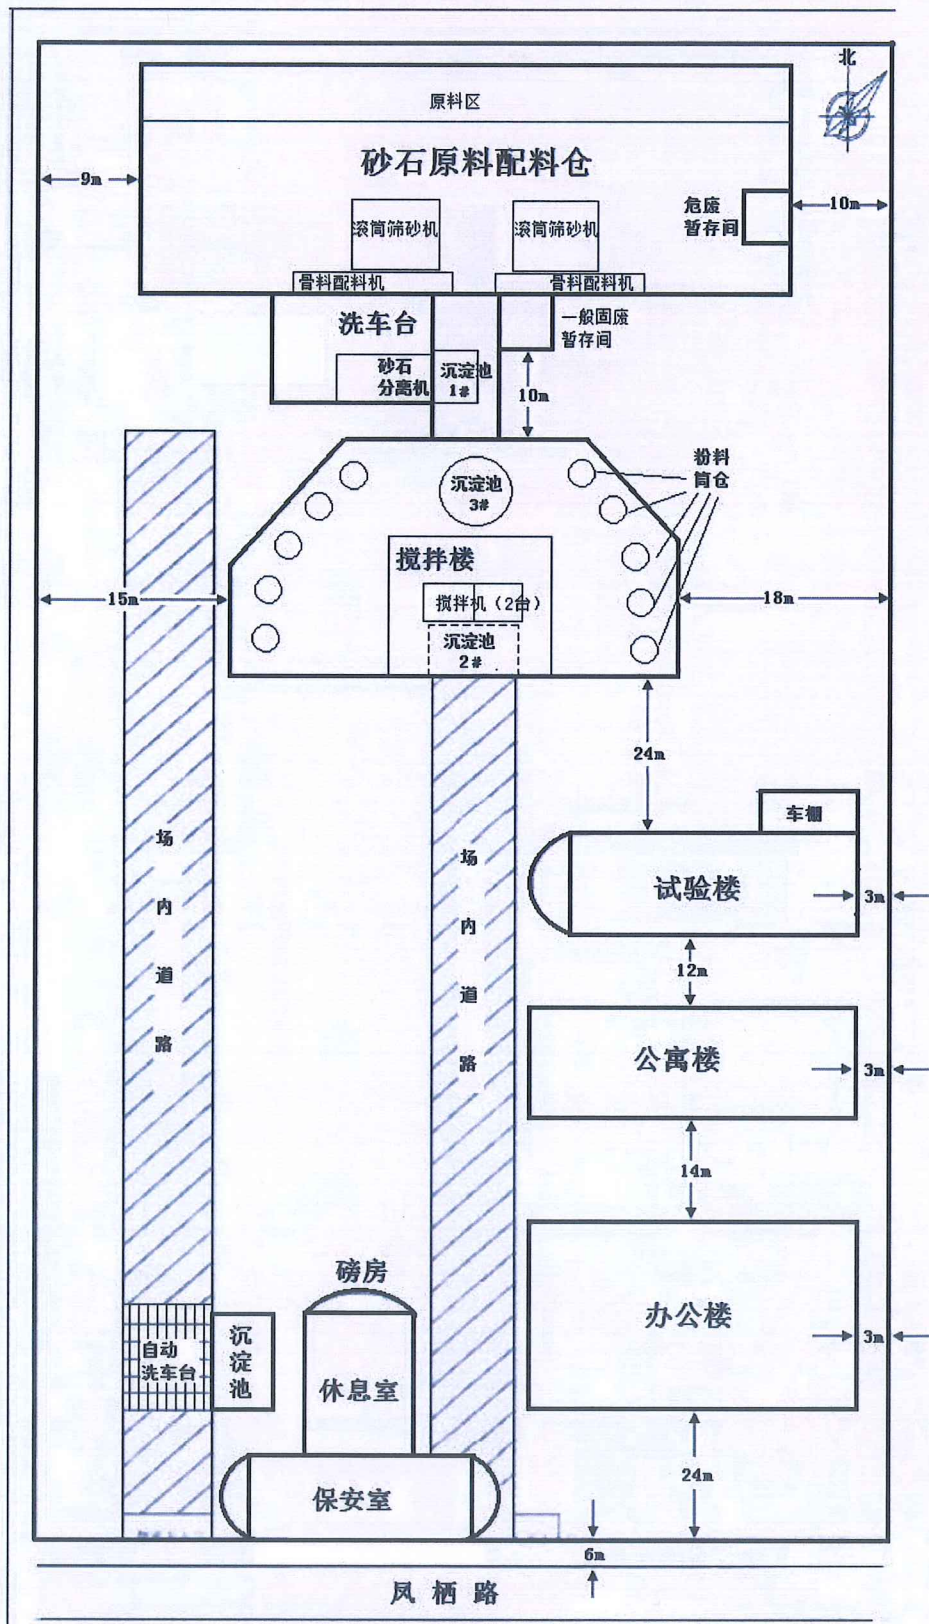 北
原料区
砂石原料配料仓
9m
10m
危废
暂存间
滚筒筛砂机
滚筒筛砂机
骨料配料机
骨料配料机
洗车台
一般固废
暂存间
砂石
分离机
沉淀池
1#
10m
粉料
筒仓
沉淀池
3#
搅拌楼
搅拌机（2台）
沉淀池
2#
15m
18m
24m
车棚
场
内
道
路
场
内
道
路
试验楼
3m
12m
公寓楼
3m
14m
磅房
办公楼
3m
自动
洗车台
沉
淀
池
休息室
保安室
24m
6m
凤栖路